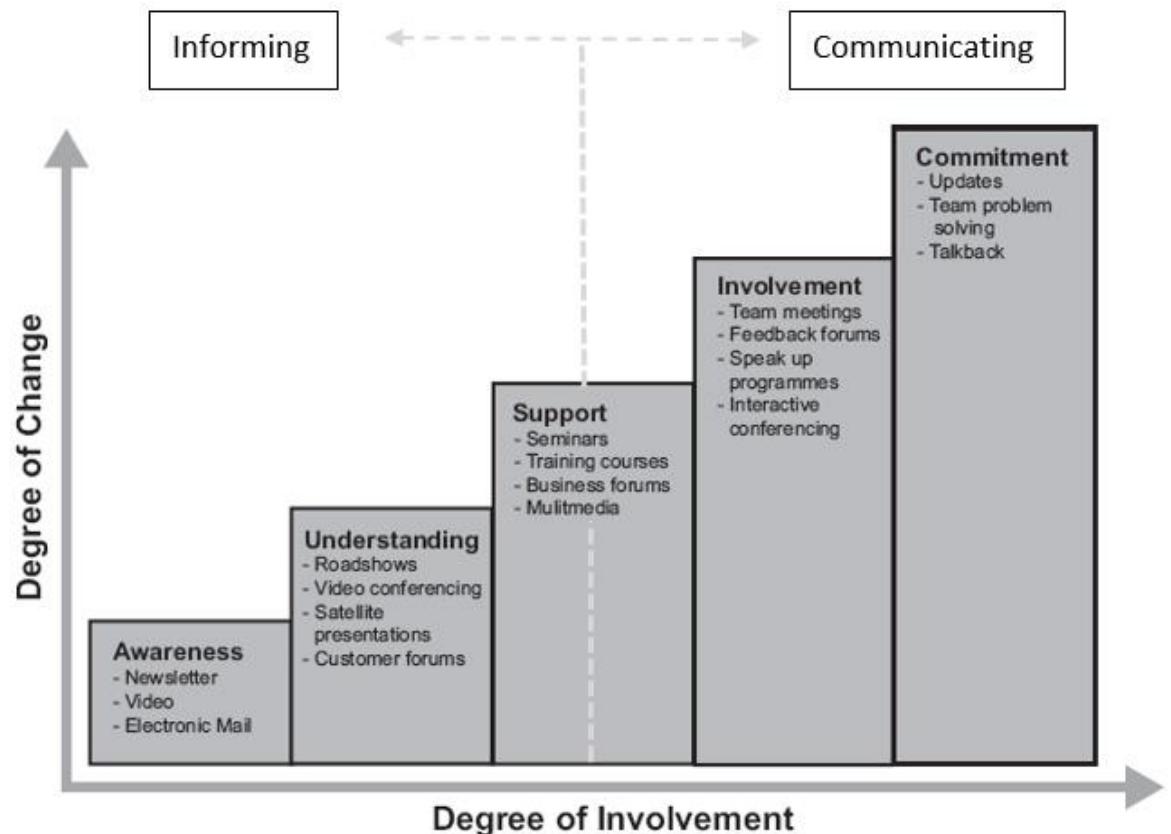 Informing
Communicating
Degree of Change
Awareness
- Newsletter
- Video
- Electronic Mail
Understanding
- Roadshows
- Video conferencing
- Satellite
presentations
- Customer forums
Support
- Seminars
- Training courses
- Business forums
- Mulitmedia
Involvement
- Team meetings
- Feedback forums
- Speak up
programmes
- Interactive
conferencing
Commitment
- Updates
- Team problem
solving
- Talkback
Degree of Involvement